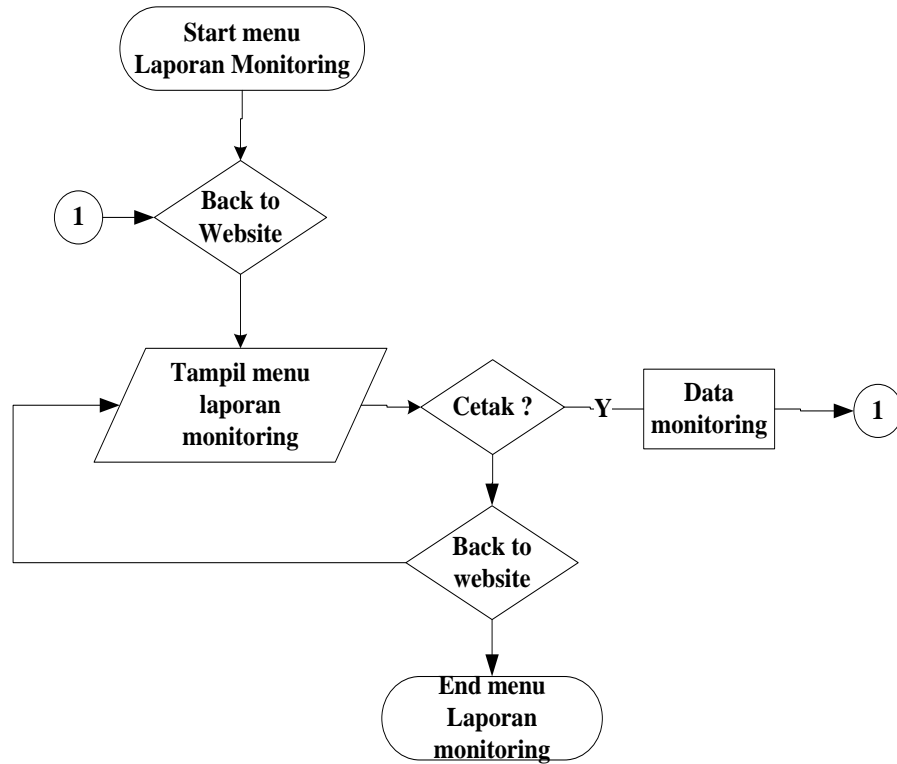 Start menu
Laporan Monitoring
1
Back to
Website
Tampil menu
laporan
monitoring
Cetak ?
Y
Data
monitoring
1
Back to
website
End menu
Laporan
monitoring